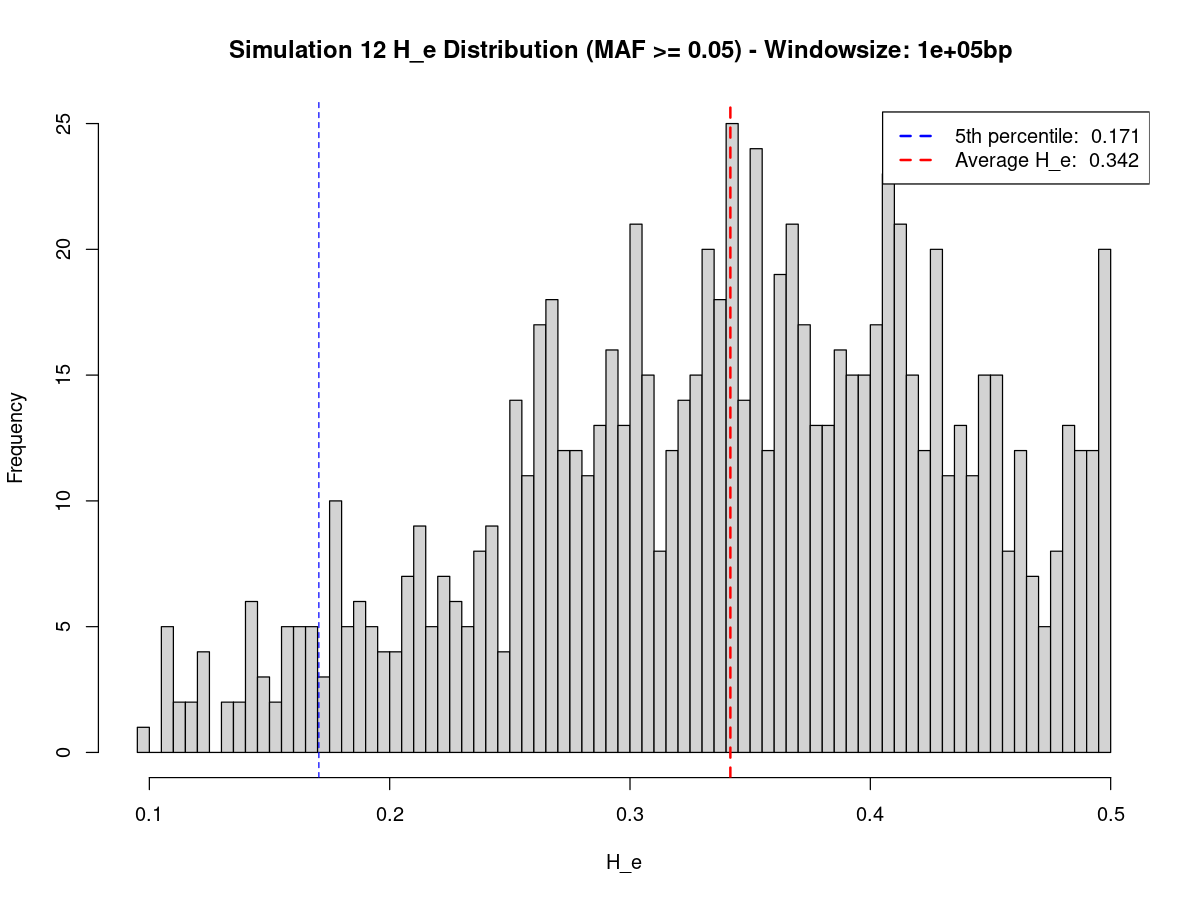 Simulation 12 H_e Distribution (MAF >= 0.05) - Windowsize: 1e+05bp
5th percentile:  0.171
Average H_e:  0.342
Frequency
25
20
15
10
5
0
0.1 0.2 0.3 0.4 0.5
H_e